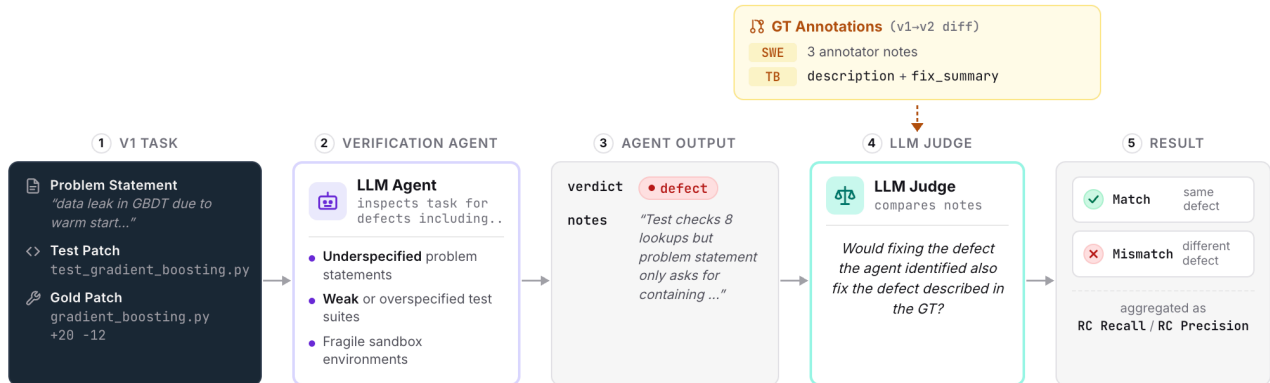 GT Annotations (v1→v2 diff)
SWE 3 annotator notes
TB description + fix_summary
1 V1 TASK
Problem Statement
“data leak in GBDT due to
warm start...”
Test Patch
test_gradient_boosting.py
Gold Patch
gradient_boosting.py
+20 -12
2 VERIFICATION AGENT
LLM Agent
inspects task for
defects including..
Underspecified problem
statements
Weak or overspecified test
suites
Fragile sandbox
environments
3 AGENT OUTPUT
verdict defect
notes “Test checks 8
lookups but
problem statement
only asks for
containing ...”
4 LLM JUDGE
LLM Judge
compares notes
Would fixing the defect
the agent identified also
fix the defect described in
the GT?
5 RESULT
Match same
defect
Mismatch different
defect
aggregated as
RC Recall / RC Precision